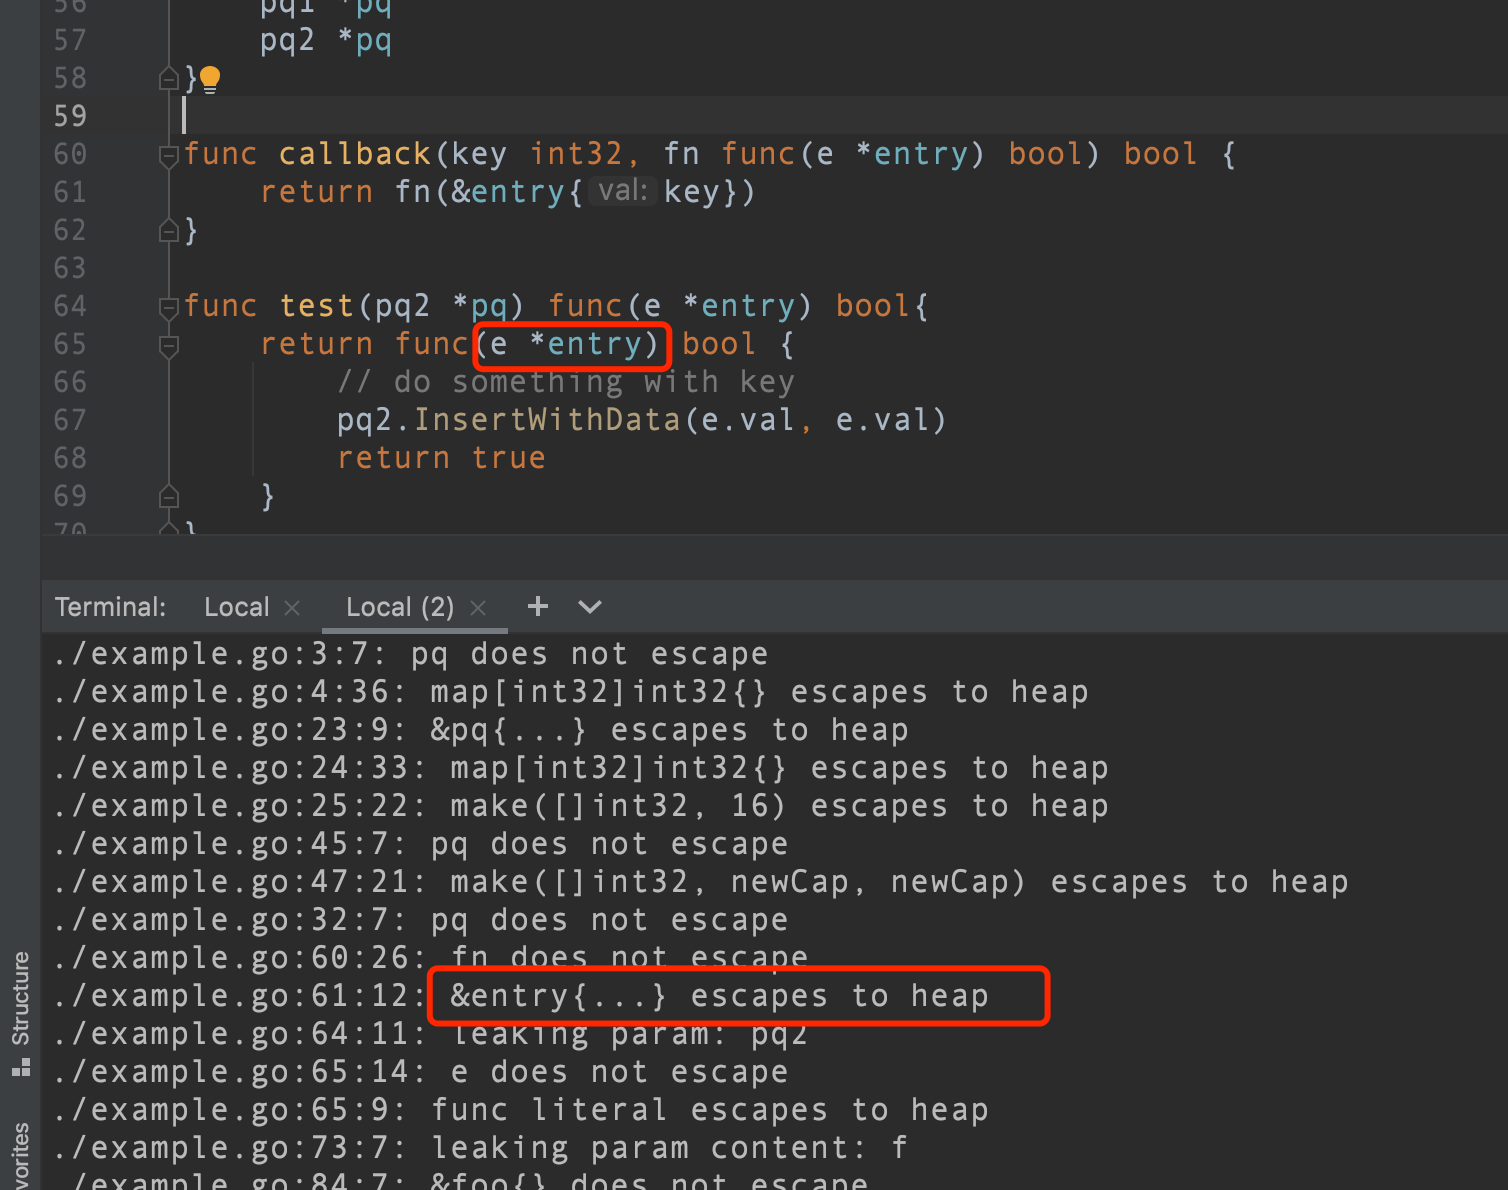 56 pq1 *pq
57 pq2 *pq
58 }
59
60 func callback(key int32, fn func(e *entry) bool) bool {
61 return fn(&entry{ val: key})
62 }
63
64 func test(pq2 *pq) func(e *entry) bool{
65 return func(e *entry) bool {
66 // do something with key
67 pq2.InsertWithData(e.val, e.val)
68 return true
69 }
70 }
Terminal: Local × Local (2) × +
./example.go:3:7: pq does not escape
./example.go:4:36: map[int32]int32{} escapes to heap
./example.go:23:9: &pq{...} escapes to heap
./example.go:24:33: map[int32]int32{} escapes to heap
./example.go:25:22: make([]int32, 16) escapes to heap
./example.go:45:7: pq does not escape
./example.go:47:21: make([]int32, newCap, newCap) escapes to heap
./example.go:32:7: pq does not escape
./example.go:60:26: fn does not escape
./example.go:61:12: &entry{...} escapes to heap
./example.go:64:11: leaking param: pq2
./example.go:65:14: e does not escape
./example.go:65:9: func literal escapes to heap
./example.go:73:7: leaking param content: f
./example.go:84:7: &foo{} does not escape
Structure
vorites